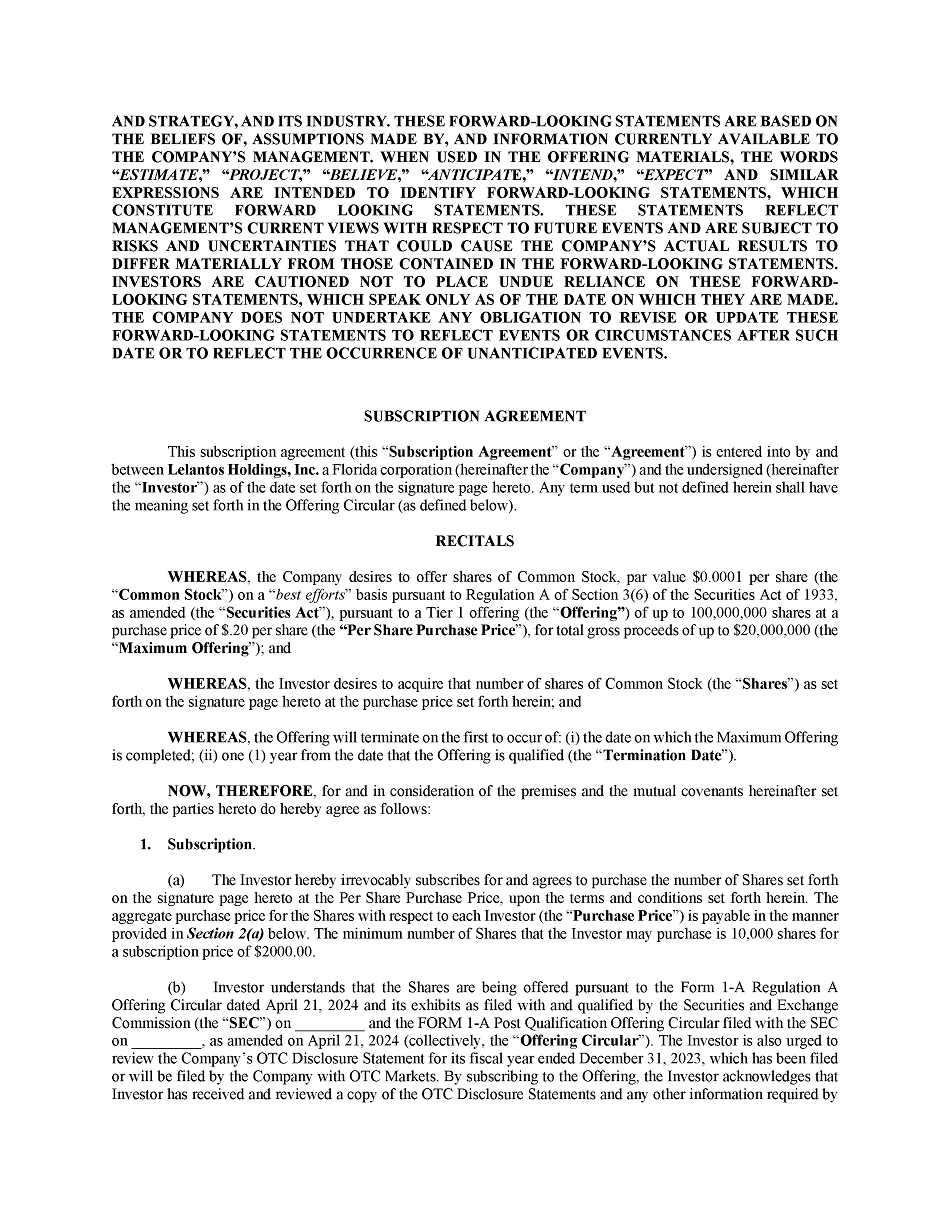 AND STRATEGY, AND ITS INDUSTRY. THESE FORWARD-LOOKING STATEMENTS ARE BASED ON
THE BELIEFS OF, ASSUMPTIONS MADE BY, AND INFORMATION CURRENTLY AVAILABLE TO
THE COMPANY’S MANAGEMENT. WHEN USED IN THE OFFERING MATERIALS, THE WORDS
“ESTIMATE,” “PROJECT,” “BELIEVE,” “ANTICIPATE,” “INTEND,” “EXPECT” AND SIMILAR
EXPRESSIONS ARE INTENDED TO IDENTIFY FORWARD-LOOKING STATEMENTS, WHICH
CONSTITUTE FORWARD LOOKING STATEMENTS. THESE STATEMENTS REFLECT
MANAGEMENT’S CURRENT VIEWS WITH RESPECT TO FUTURE EVENTS AND ARE SUBJECT TO
RISKS AND UNCERTAINTIES THAT COULD CAUSE THE COMPANY’S ACTUAL RESULTS TO
DIFFER MATERIALLY FROM THOSE CONTAINED IN THE FORWARD-LOOKING STATEMENTS.
INVESTORS ARE CAUTIONED NOT TO PLACE UNDUE RELIANCE ON THESE FORWARD-
LOOKING STATEMENTS, WHICH SPEAK ONLY AS OF THE DATE ON WHICH THEY ARE MADE.
THE COMPANY DOES NOT UNDERTAKE ANY OBLIGATION TO REVISE OR UPDATE THESE
FORWARD-LOOKING STATEMENTS TO REFLECT EVENTS OR CIRCUMSTANCES AFTER SUCH
DATE OR TO REFLECT THE OCCURRENCE OF UNANTICIPATED EVENTS.
SUBSCRIPTION AGREEMENT
This subscription agreement (this “Subscription Agreement” or the “Agreement”) is entered into by and
between Lelantos Holdings, Inc. a Florida corporation (hereinafter the “Company”) and the undersigned (hereinafter
the “Investor”) as of the date set forth on the signature page hereto. Any term used but not defined herein shall have
the meaning set forth in the Offering Circular (as defined below).
RECITALS
WHEREAS, the Company desires to offer shares of Common Stock, par value $0.0001 per share (the
“Common Stock”) on a “best efforts” basis pursuant to Regulation A of Section 3(6) of the Securities Act of 1933,
as amended (the “Securities Act”), pursuant to a Tier 1 offering (the “Offering”) of up to 100,000,000 shares at a
purchase price of $.20 per share (the “Per Share Purchase Price”), for total gross proceeds of up to $20,000,000 (the
“Maximum Offering”); and
WHEREAS, the Investor desires to acquire that number of shares of Common Stock (the “Shares”) as set
forth on the signature page hereto at the purchase price set forth herein; and
WHEREAS, the Offering will terminate on the first to occur of: (i) the date on which the Maximum Offering
is completed; (ii) one (1) year from the date that the Offering is qualified (the “Termination Date”).
NOW, THEREFORE, for and in consideration of the premises and the mutual covenants hereinafter set
forth, the parties hereto do hereby agree as follows:
1. Subscription.
(a) The Investor hereby irrevocably subscribes for and agrees to purchase the number of Shares set forth
on the signature page hereto at the Per Share Purchase Price, upon the terms and conditions set forth herein. The
aggregate purchase price for the Shares with respect to each Investor (the “Purchase Price”) is payable in the manner
provided in Section 2(a) below. The minimum number of Shares that the Investor may purchase is 10,000 shares for
a subscription price of $2000.00.
(b) Investor understands that the Shares are being offered pursuant to the Form 1-A Regulation A
Offering Circular dated April 21, 2024 and its exhibits as filed with and qualified by the Securities and Exchange
Commission (the “SEC”) on _________ and the FORM 1-A Post Qualification Offering Circular filed with the SEC
on _________, as amended on April 21, 2024 (collectively, the “Offering Circular”). The Investor is also urged to
review the Company’s OTC Disclosure Statement for its fiscal year ended December 31, 2023, which has been filed
or will be filed by the Company with OTC Markets. By subscribing to the Offering, the Investor acknowledges that
Investor has received and reviewed a copy of the OTC Disclosure Statements and any other information required by